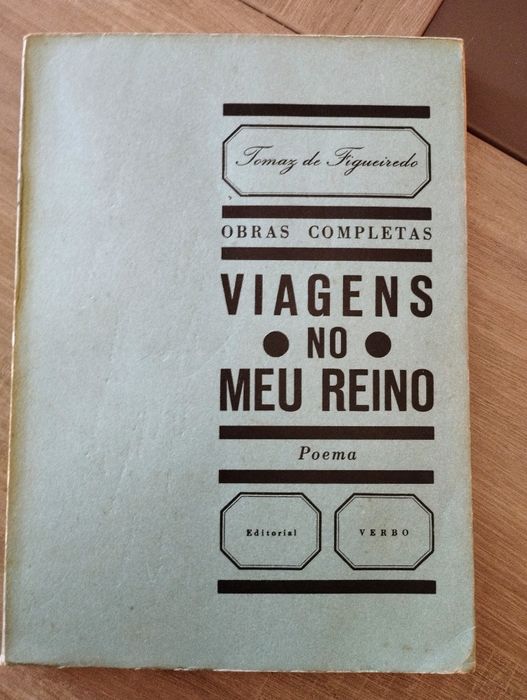 Tomaz de Figueiredo
OBRAS COMPLETAS
VIAGENS
NO
MEU REINO
Poema
Editorial VERBO